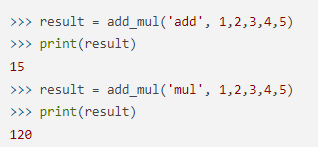 >>> result = add_mul('add', 1,2,3,4,5)
>>> print(result)
15
>>> result = add_mul('mul', 1,2,3,4,5)
>>> print(result)
120